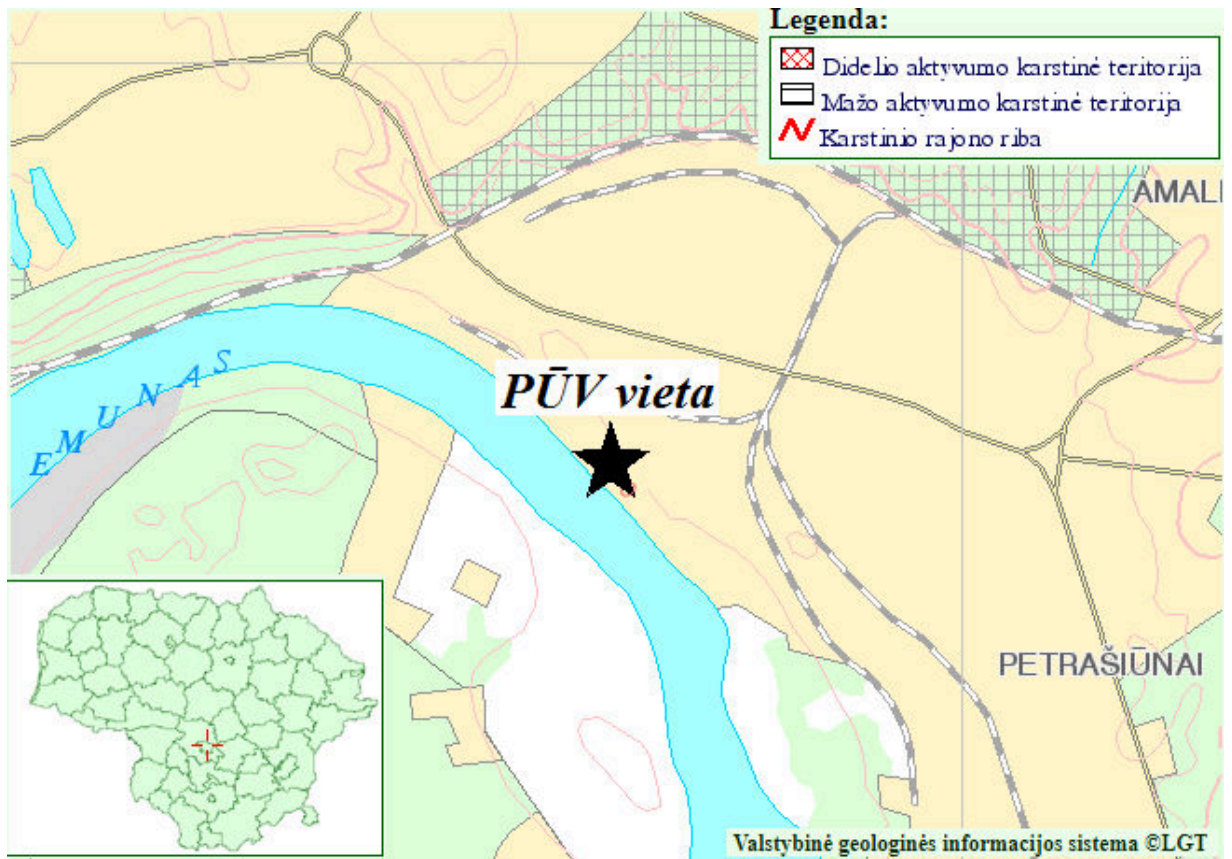 Legenda:
Didelio aktyvumo karstinė teritorija
Mažo aktyvumo karstinė teritorija
Karstinio rajono riba
AMALI
EMUNAS
PŪV vieta
PETRAŠIŪNAI
Valstybinė geologinės informacijos sistema ©LGT